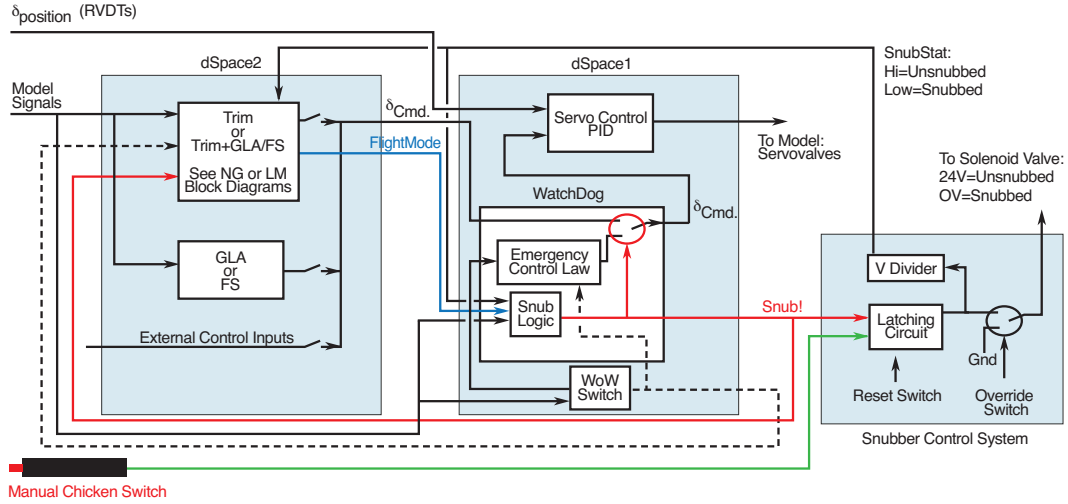 δposition (RVDTs)
dSpace2
dSpace1
SnubStat:
Hi=Unsnubbed
Low=Snubbed
Model
Signals
Trim
or
Trim+GLA/FS
See NG or LM
Block Diagrams
δCmd.
FlightMode
Servo Control
PID
To Model:
Servovalves
To Solenoid Valve:
24V=Unsnubbed
OV=Snubbed
WatchDog
δCmd.
GLA
or
FS
Emergency
Control Law
V Divider
Snub
Logic
Snub!
Latching
Circuit
External Control Inputs
Gnd
WoW
Switch
Reset Switch
Override
Switch
Snubber Control System
Manual Chicken Switch